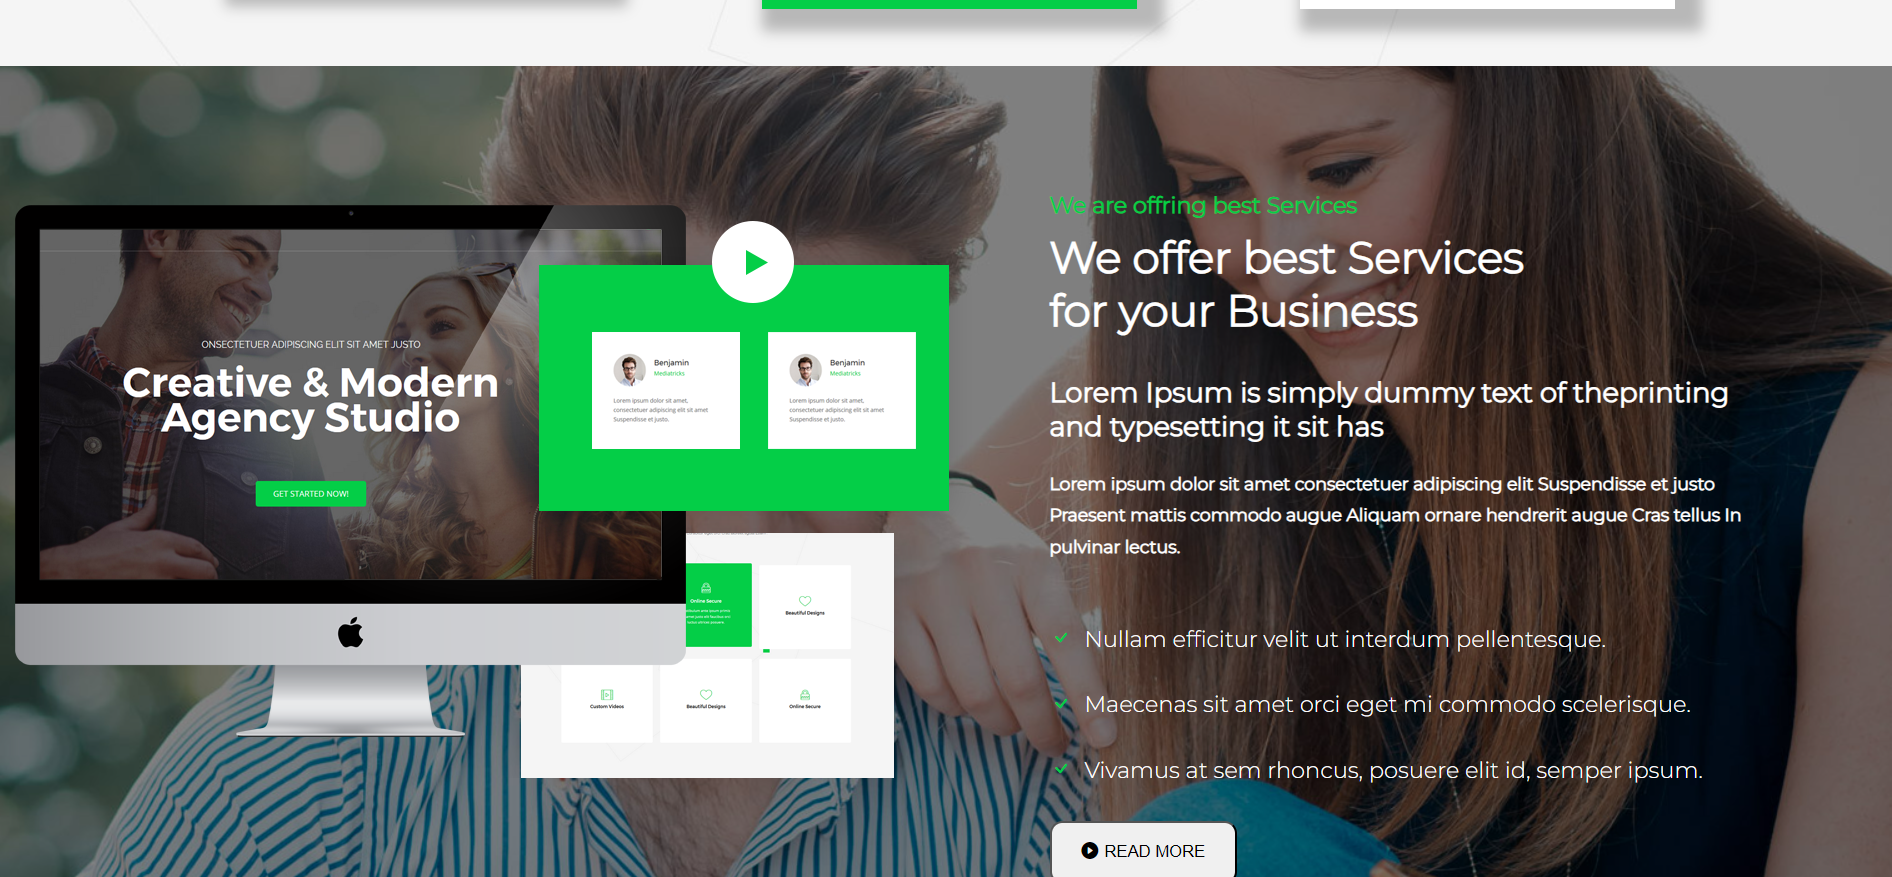 We are offring best Services
We offer best Services
for your Business
Lorem Ipsum is simply dummy text of theprinting
and typesetting it sit has
Lorem ipsum dolor sit amet consectetuer adipiscing elit Suspendisse et justo
Praesent mattis commodo augue Aliquam ornare hendrerit augue Cras tellus In
pulvinar lectus.
Nullam efficitur velit ut interdum pellentesque.
Maecenas sit amet orci eget mi commodo scelerisque.
Vivamus at sem rhoncus, posuere elit id, semper ipsum.
READ MORE
ONSECTETUER ADIPISCING ELIT SIT AMET JUSTO
Creative & Modern
Agency Studio
GET STARTED NOW!
Benjamin
Mediatricks
Lorem ipsum dolor sit amet,
consectetuer adipiscing elit sit amet
Suspendisse et justo.
Benjamin
Mediatricks
Lorem ipsum dolor sit amet,
consectetuer adipiscing elit sit amet
Suspendisse et justo.
Online Secure
Beautiful Designs
Custom Videos
Beautiful Designs
Online Secure